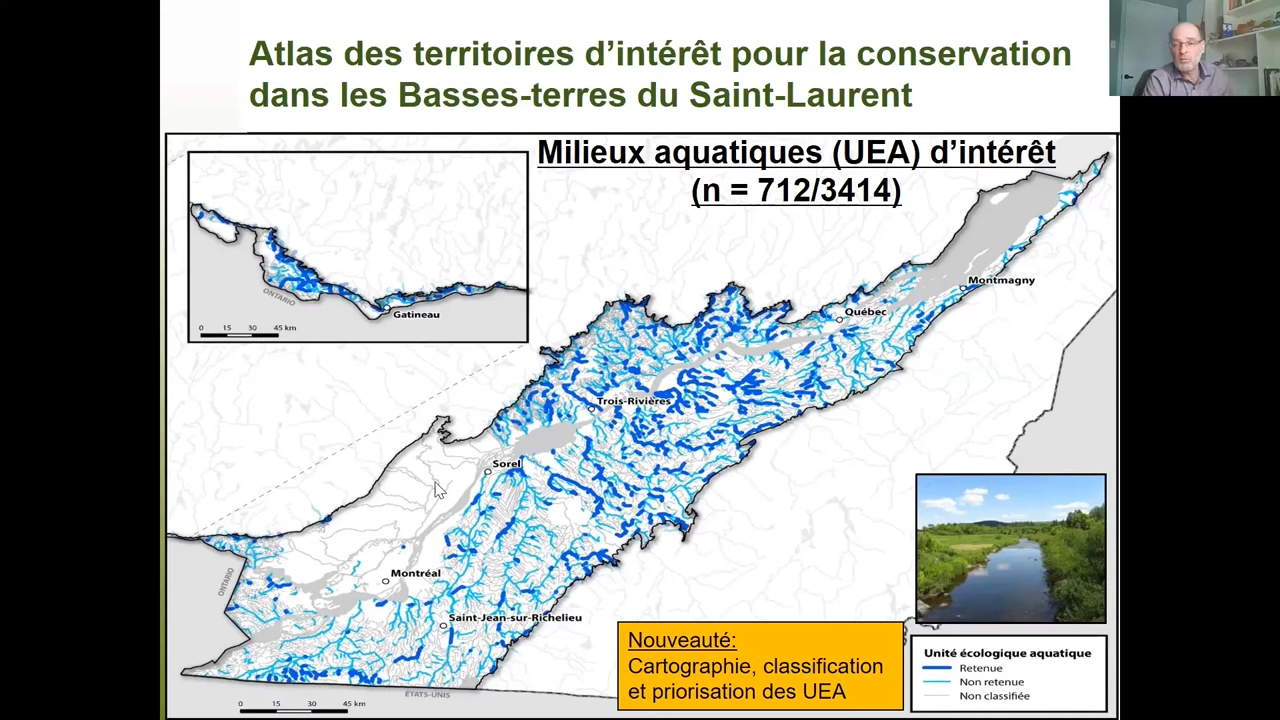 Atlas des territoires d'intérêt pour la conservation
dans les Basses-terres du Saint-Laurent
Milieux aquatiques (UEA) d'intérêt
(n = 712/3414)
ONTARIO
Gatineau
0 15 30 45 km
Montmagny
Québec
Trois-Rivières
Sorel
ONTARIO
Montréal
Saint-Jean-sur-Richelieu
ÉTATS-UNIS
0 15 30 45 km
Nouveauté:
Cartographie, classification
et priorisation des UEA
Unité écologique aquatique
Retenue
Non retenue
Non classifiée